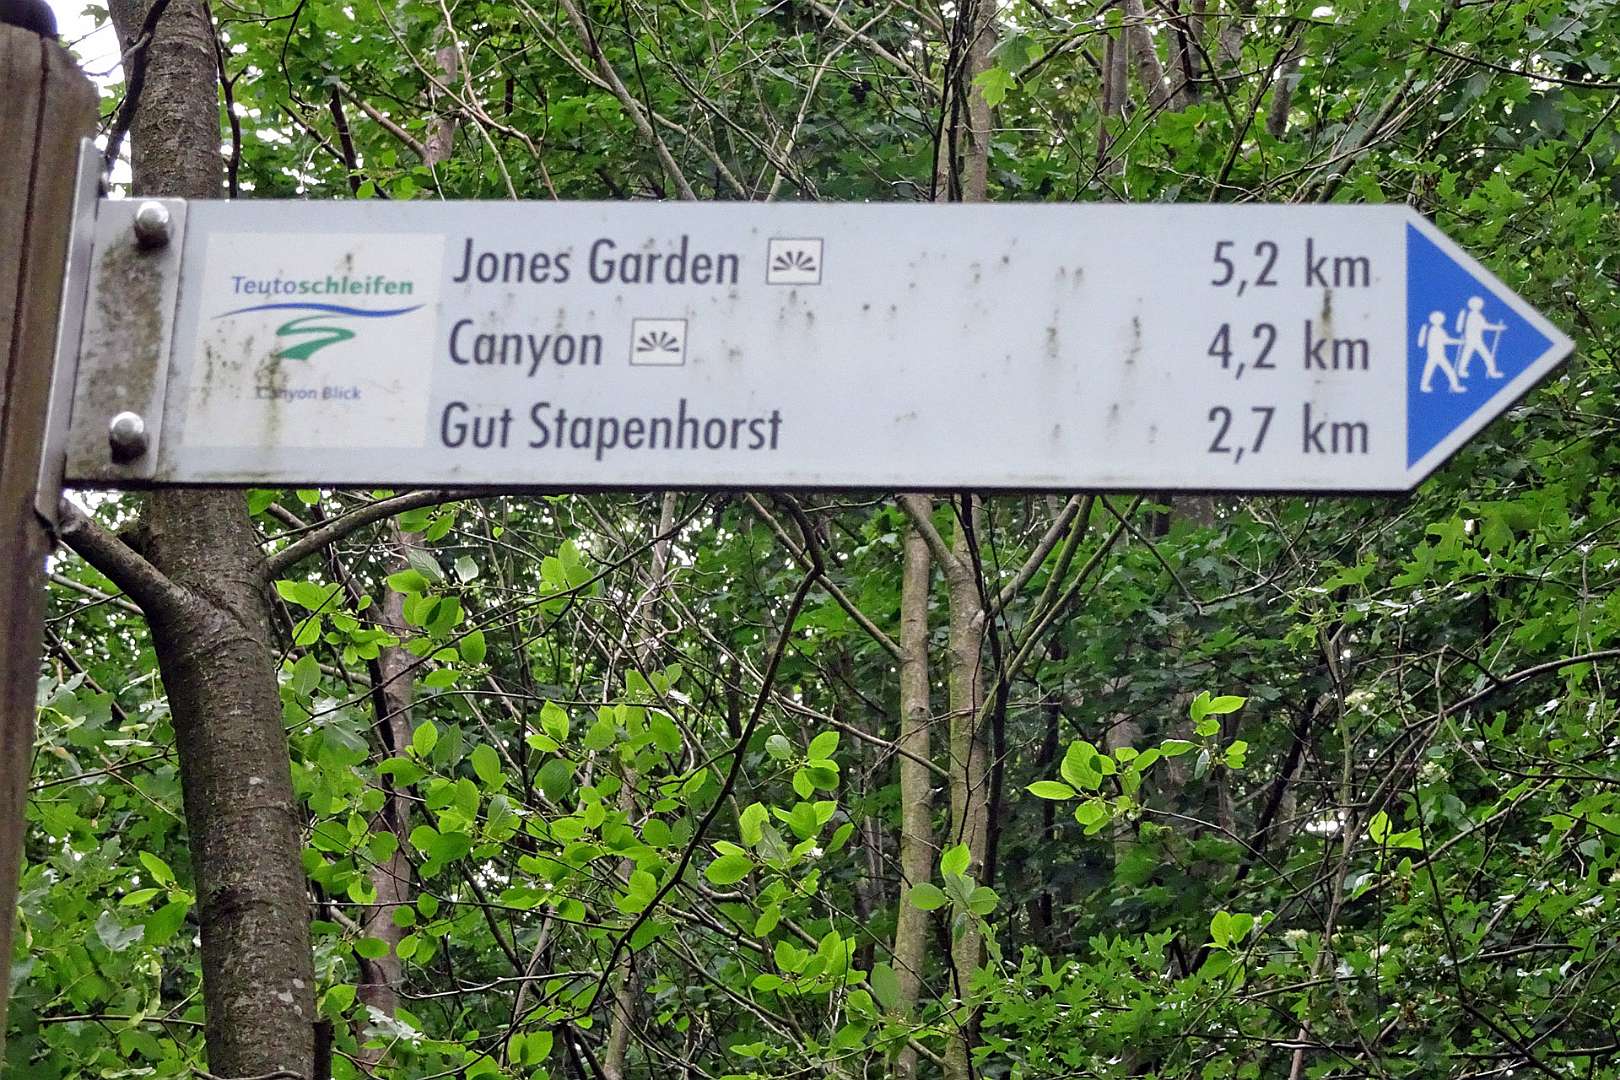 Teutoschleifen
Canyon Blick
Jones Garden 5,2 km
Canyon 4,2 km
Gut Stapenhorst 2,7 km